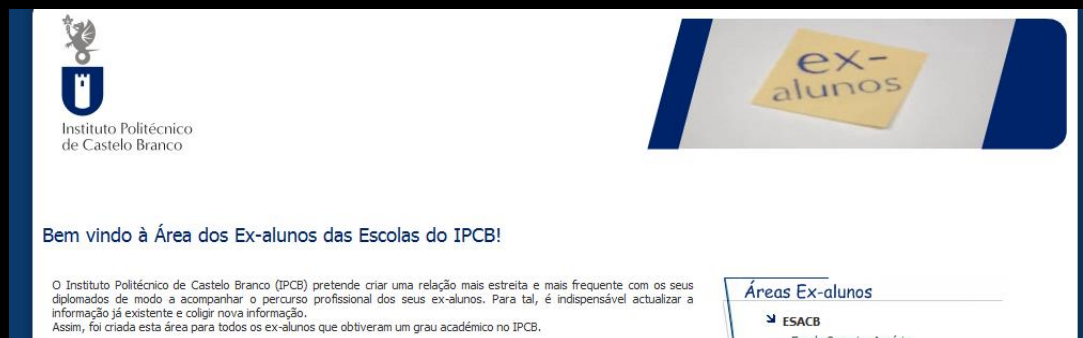 ex-
alunos
Instituto Politécnico
de Castelo Branco
Bem vindo à Área dos Ex-alunos das Escolas do IPCB!
O Instituto Politécnico de Castelo Branco (IPCB) pretende criar uma relação mais estreita e mais frequente com os seus
diplomados de modo a acompanhar o percurso profissional dos seus ex-alunos. Para tal, é indispensável actualizar a
informação já existente e coligir nova informação.
Assim, foi criada esta área para todos os ex-alunos que obtiveram um grau académico no IPCB.
Áreas Ex-alunos
ESACB